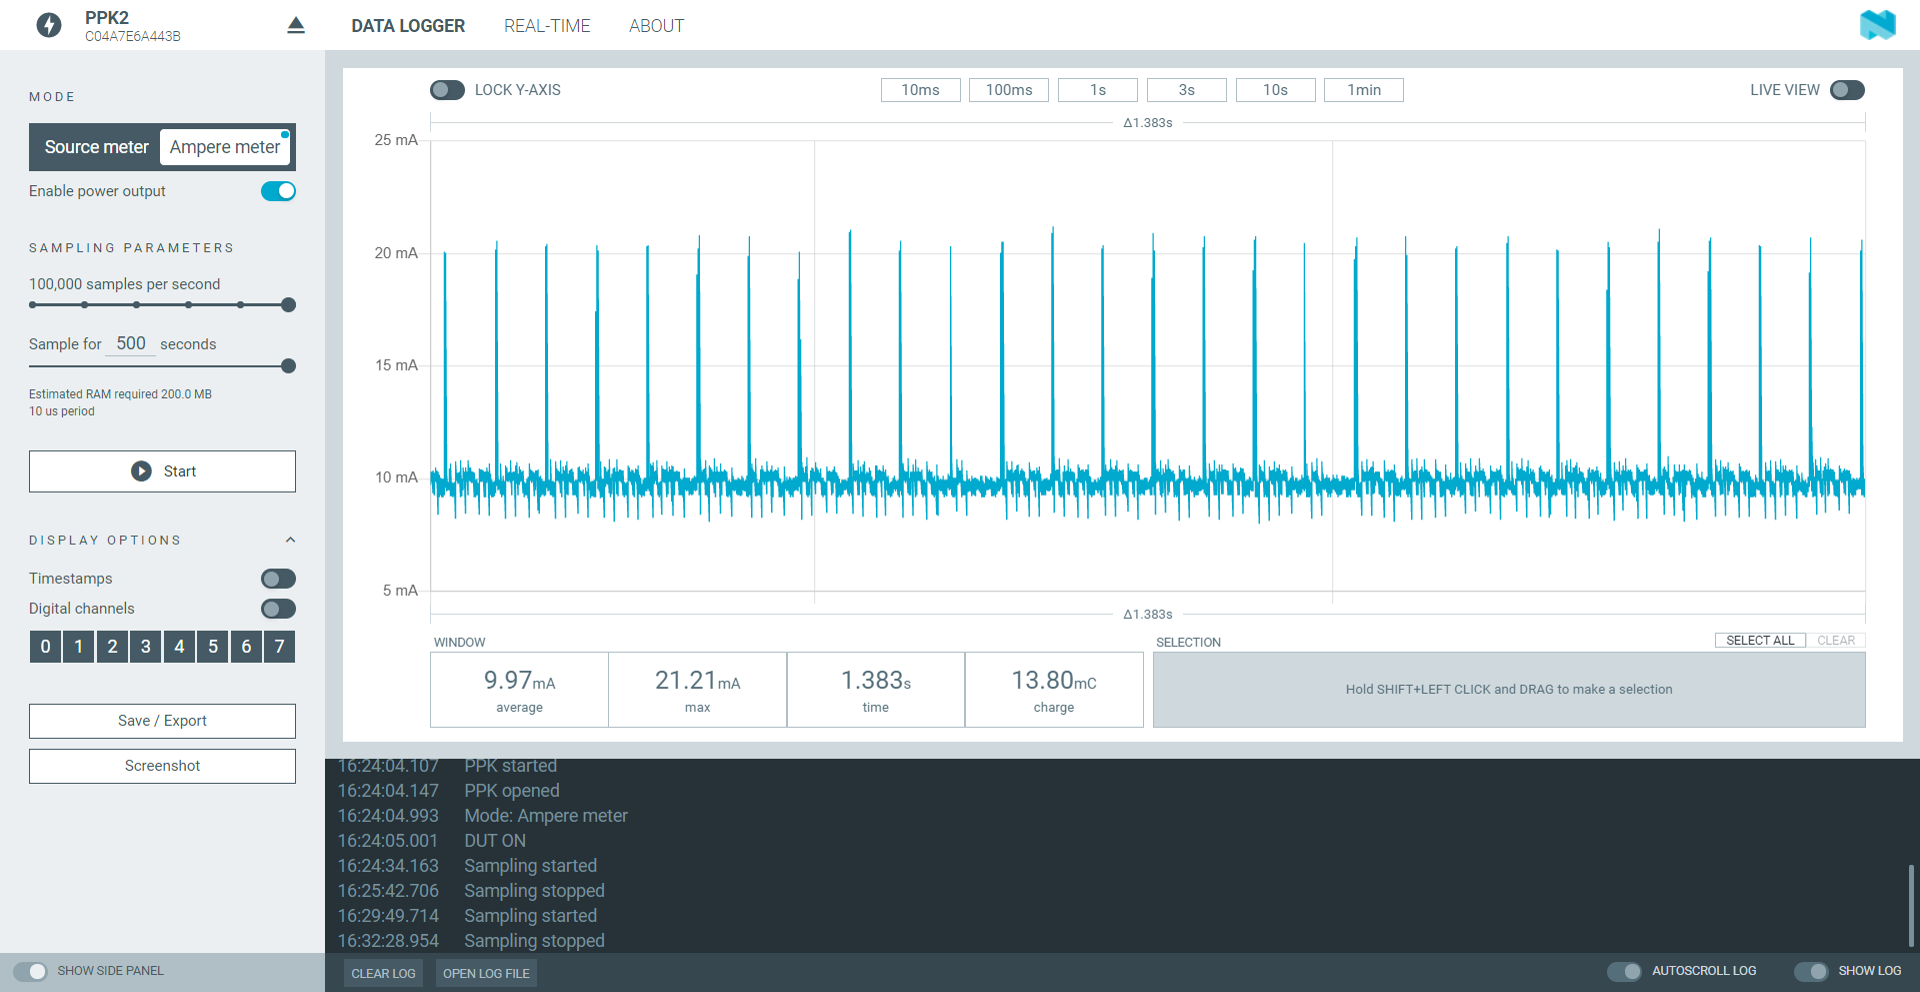 PPK2
C04A7E6A443B
DATA LOGGER
REAL-TIME
ABOUT
MODE
Source meter
Ampere meter
Enable power output
SAMPLING PARAMETERS
100,000 samples per second
Sample for 500 seconds
Estimated RAM required 200.0 MB
10 us period
Start
DISPLAY OPTIONS
Timestamps
Digital channels
0 1 2 3 4 5 6 7
Save / Export
Screenshot
SHOW SIDE PANEL
LOCK Y-AXIS
10ms
100ms
1s
3s
10s
1min
LIVE VIEW
Δ1.383s
25 mA
20 mA
15 mA
10 mA
5 mA
Δ1.383s
WINDOW
9.97mA
average
21.21mA
max
1.383s
time
13.80mC
charge
SELECTION
SELECT ALL
CLEAR
Hold SHIFT+LEFT CLICK and DRAG to make a selection
16:24:04.107 PPK started
16:24:04.147 PPK opened
16:24:04.993 Mode: Ampere meter
16:24:05.001 DUT ON
16:24:34.163 Sampling started
16:25:42.706 Sampling stopped
16:29:49.714 Sampling started
16:32:28.954 Sampling stopped
CLEAR LOG
OPEN LOG FILE
AUTOSCROLL LOG
SHOW LOG